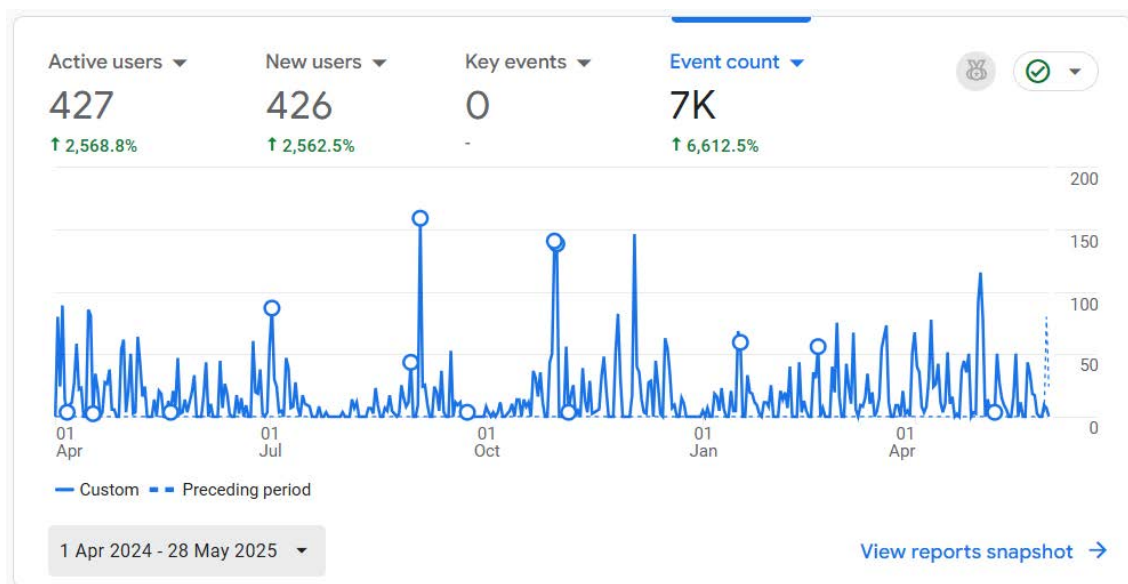 Active users New users Key events Event count
427 426 0 7K
↑ 2,568.8% ↑ 2,562.5% - ↑ 6,612.5%
200
150
100
50
0
01 01 01 01 01
Apr Jul Oct Jan Apr
Custom Preceding period
1 Apr 2024 - 28 May 2025 View reports snapshot →